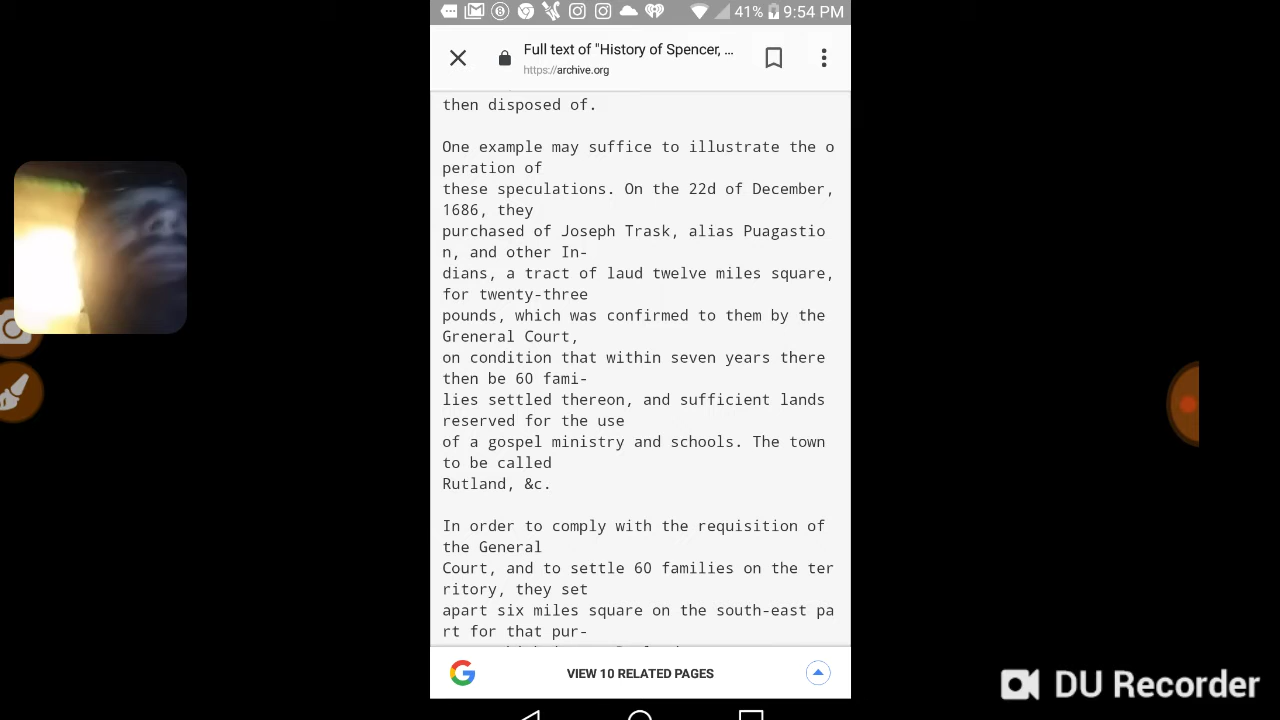 41% 9:54 PM
Full text of "History of Spencer, ...
https://archive.org
then disposed of.
One example may suffice to illustrate the o
peration of
these speculations. On the 22d of December,
1686, they
purchased of Joseph Trask, alias Puagastio
n, and other In-
dians, a tract of laud twelve miles square,
for twenty-three
pounds, which was confirmed to them by the
Greneral Court,
on condition that within seven years there
then be 60 fami-
lies settled thereon, and sufficient lands
reserved for the use
of a gospel ministry and schools. The town
to be called
Rutland, &c.
In order to comply with the requisition of
the General
Court, and to settle 60 families on the ter
ritory, they set
apart six miles square on the south-east pa
rt for that pur-
VIEW 10 RELATED PAGES
DU Recorder